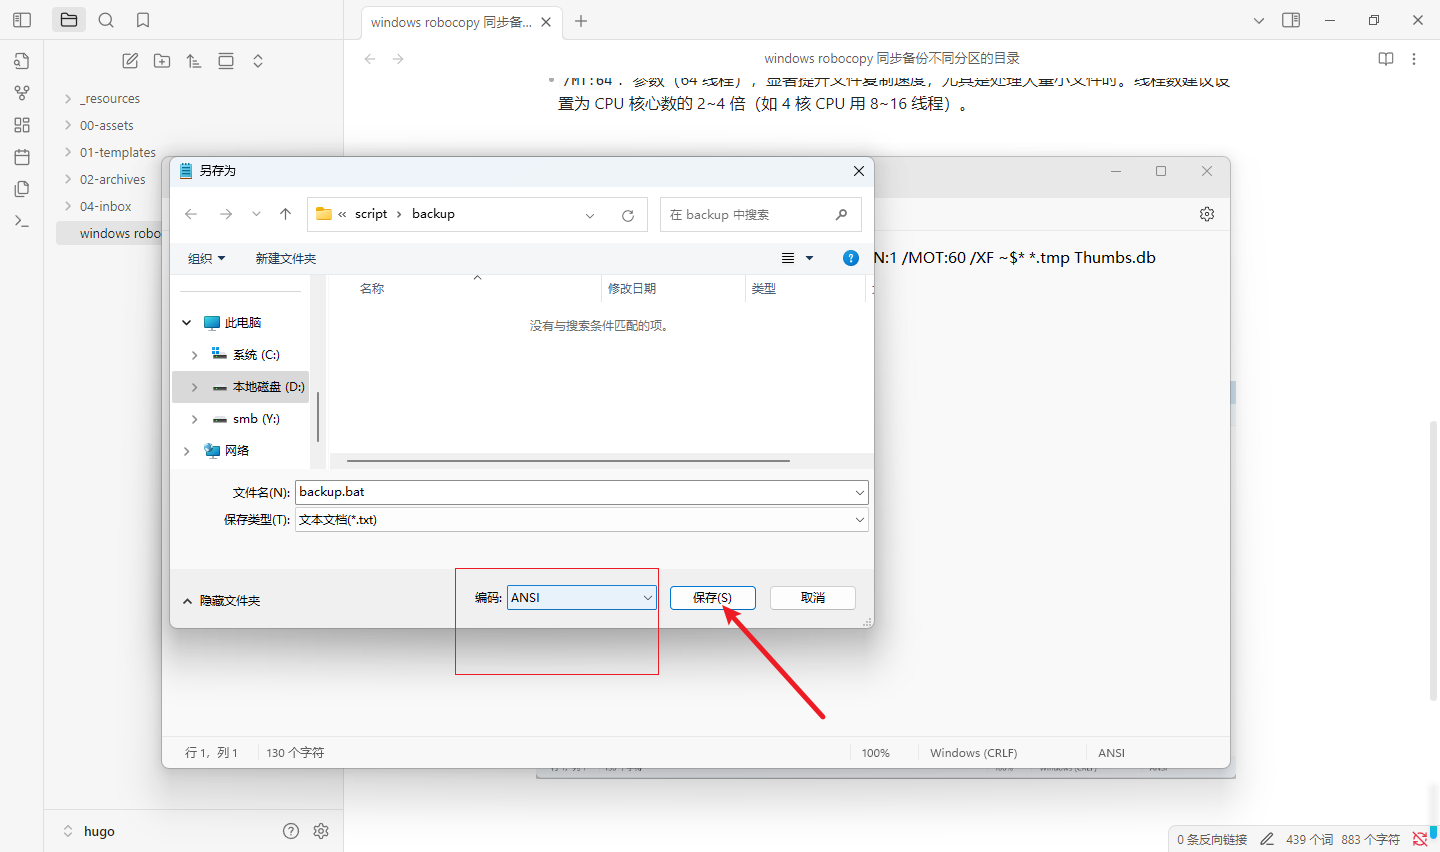 windows robocopy 同步备...
windows robocopy 同步备份不同分区的目录
_resources
00-assets
01-templates
02-archives
04-inbox
windows robo
/MT:64 : 参数（64 线程），显著提升文件复制速度，尤其是处理大量小文件时。线程数建议设
置为 CPU 核心数的 2~4 倍（如 4 核 CPU 用 8~16 线程）。
另存为
« script › backup
在 backup 中搜索
组织
新建文件夹
N:1 /MOT:60 /XF ~$* *.tmp Thumbs.db
名称
修改日期
类型
没有与搜索条件匹配的项。
此电脑
系统 (C:)
本地磁盘 (D:)
smb (Y:)
网络
文件名(N): backup.bat
保存类型(T): 文本文档(*.txt)
隐藏文件夹
编码: ANSI
保存(S)
取消
行 1，列 1
130 个字符
100%
Windows (CRLF)
ANSI
hugo
0 条反向链接
439 个词
883 个字符